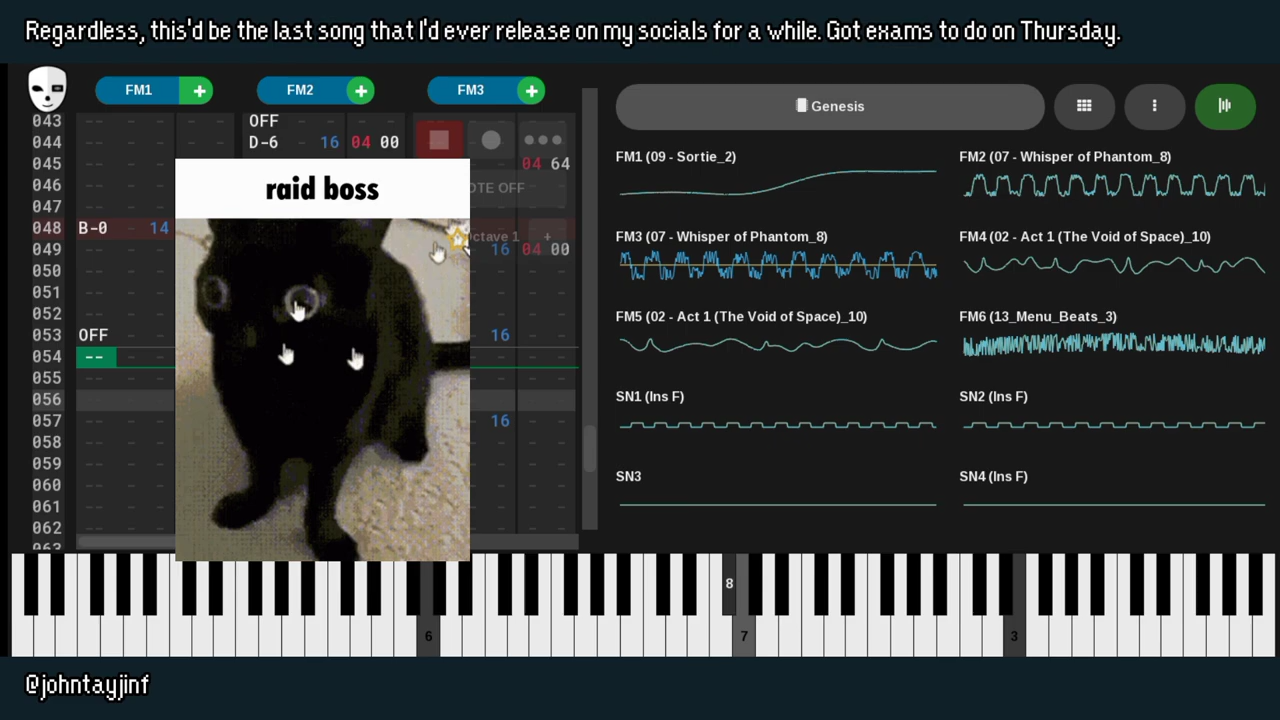 Regardless, this'd be the last song that I'd ever release on my socials for a while. Got exams to do on Thursday.
FM1 + FM2 + FM3 +
Genesis
043 -- - - OFF
044 -- - - D-6 - 16 04 00
045 04 64
046 OTE OFF
047
048 B-0 14 ctave 1 +
049 16 04 00
050
051
052
053 OFF 16
054 --
055
056
057 16
058
059
060
061
062
063
raid boss
FM1 (09 - Sortie_2)
FM2 (07 - Whisper of Phantom_8)
FM3 (07 - Whisper of Phantom_8)
FM4 (02 - Act 1 (The Void of Space)_10)
FM5 (02 - Act 1 (The Void of Space)_10)
FM6 (13_Menu_Beats_3)
SN1 (Ins F)
SN2 (Ins F)
SN3
SN4 (Ins F)
6 8 7 3
@johntayjinf